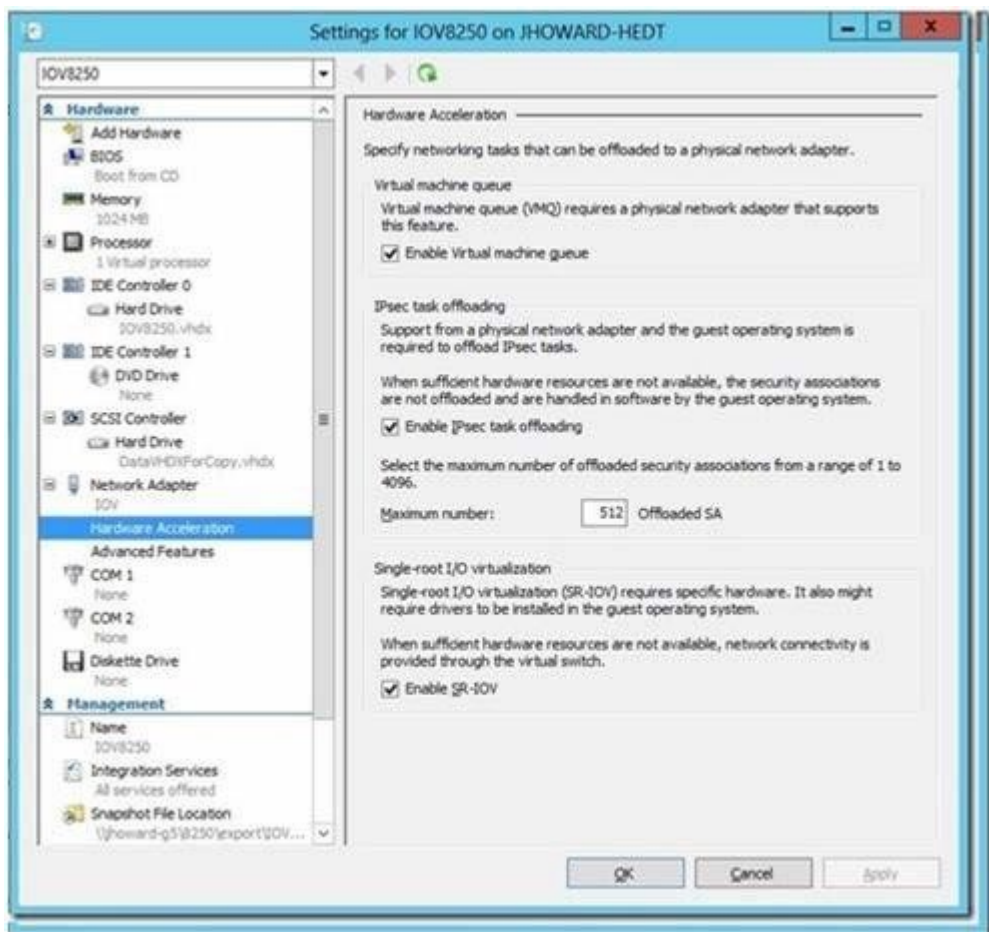 Settings for IOV8250 on JHOWARD-HEDT
IOV8250
Hardware
Add Hardware
BIOS
Boot from CD
Memory
1024 MB
Processor
1 Virtual processor
IDE Controller 0
Hard Drive
IOV8250.vhdx
IDE Controller 1
DVD Drive
None
SCSI Controller
Hard Drive
DataVHDXForCopy.vhdx
Network Adapter
IOV
Hardware Acceleration
Advanced Features
COM 1
None
COM 2
None
Diskette Drive
None
Management
Name
IOV8250
Integration Services
All services offered
Snapshot File Location
\\jhoward-g5\8250\export\IOV...
Hardware Acceleration
Specify networking tasks that can be offloaded to a physical network adapter.
Virtual machine queue
Virtual machine queue (VMQ) requires a physical network adapter that supports
this feature.
Enable Virtual machine queue
IPsec task offloading
Support from a physical network adapter and the guest operating system is
required to offload IPsec tasks.
When sufficient hardware resources are not available, the security associations
are not offloaded and are handled in software by the guest operating system.
Enable IPsec task offloading
Select the maximum number of offloaded security associations from a range of 1 to
4096.
Maximum number: 512 Offloaded SA
Single-root I/O virtualization
Single-root I/O virtualization (SR-IOV) requires specific hardware. It also might
require drivers to be installed in the guest operating system.
When sufficient hardware resources are not available, network connectivity is
provided through the virtual switch.
Enable SR-IOV
OK Cancel Apply